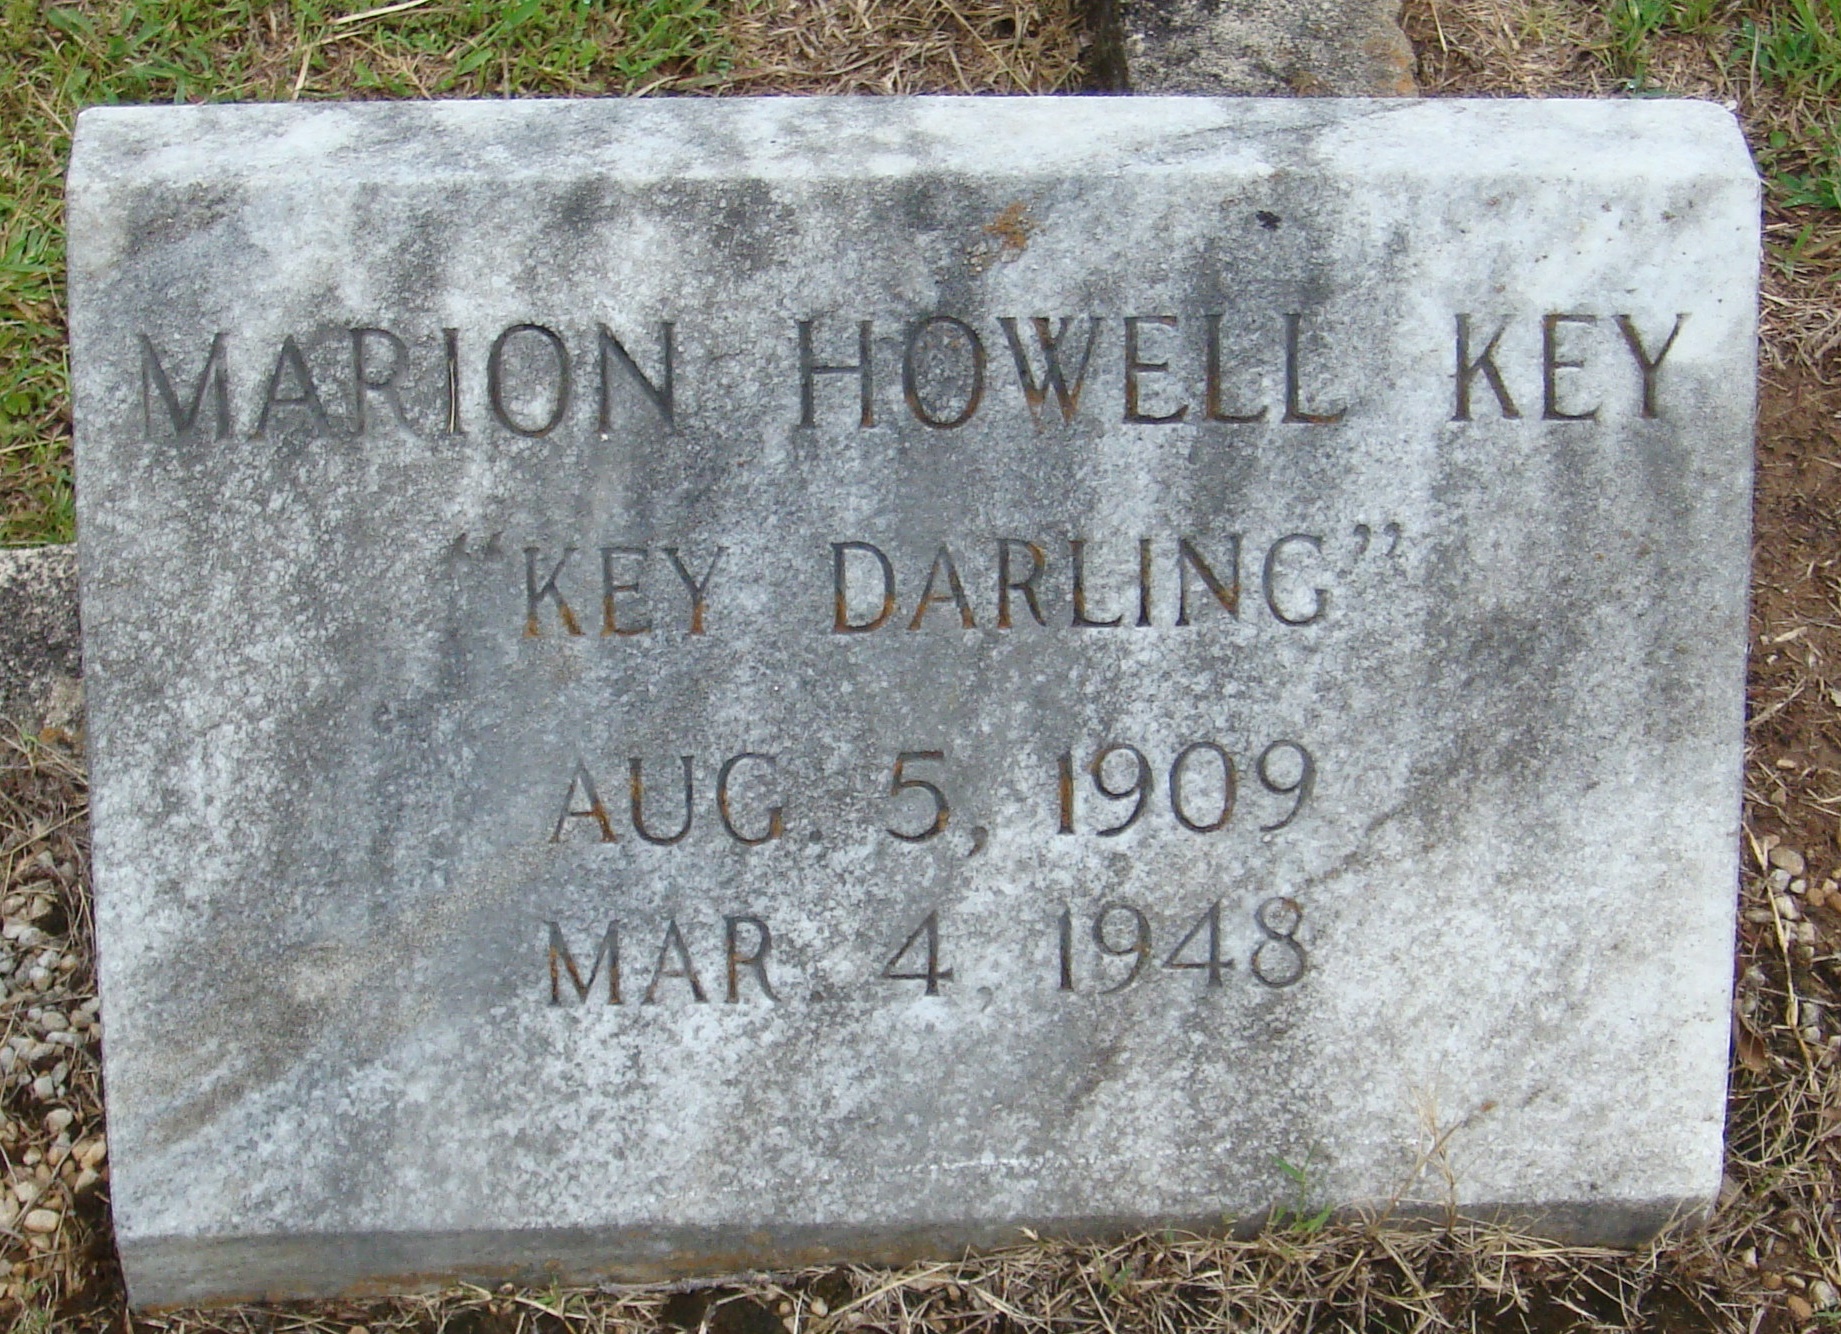 MARION HOWELL KEY
“KEY DARLING”
AUG. 5, 1909
MAR. 4, 1948